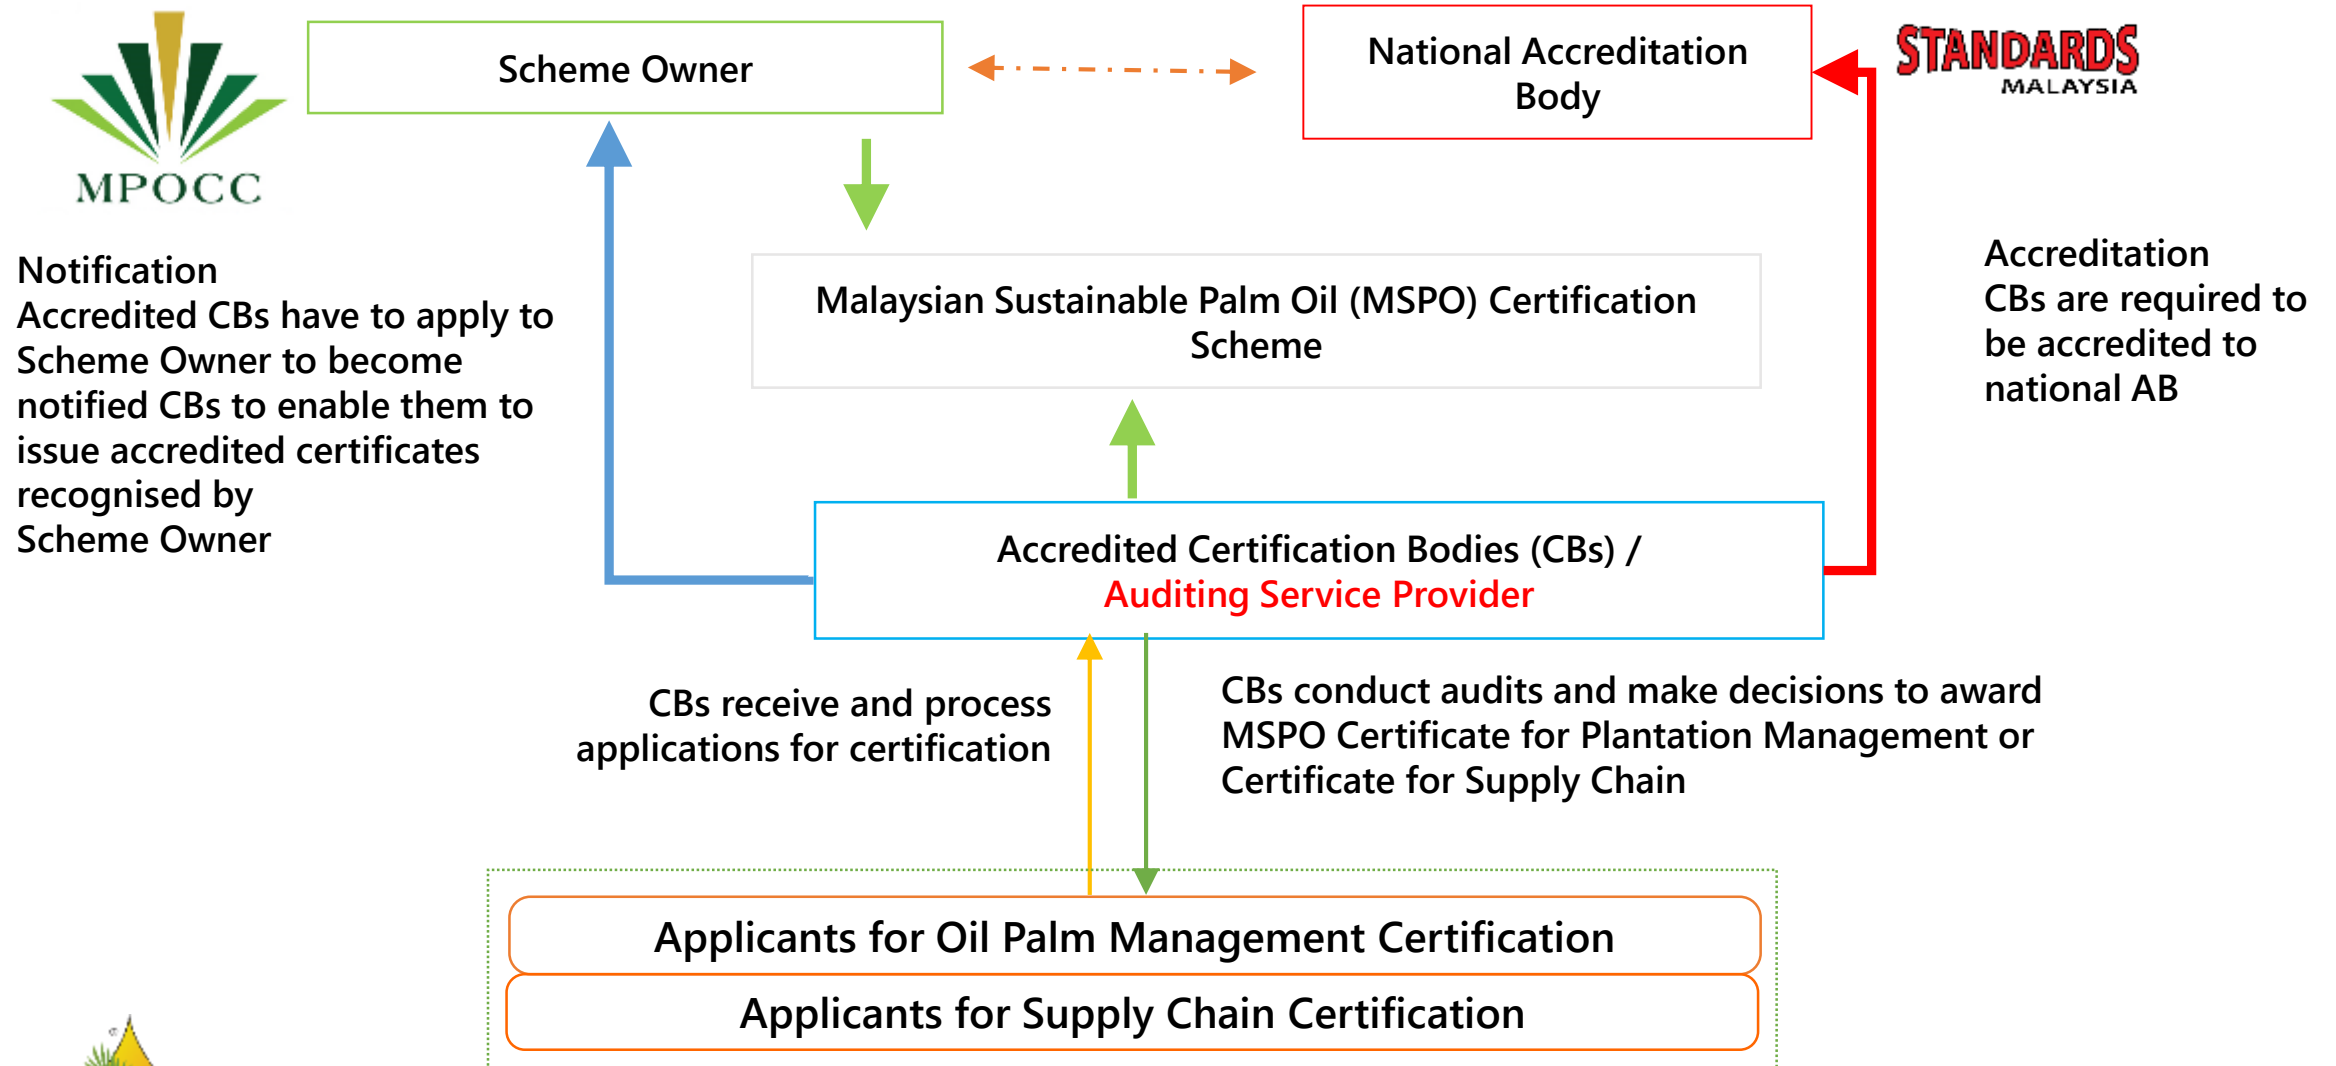 Scheme Owner
National Accreditation
Body
STANDARDS
MALAYSIA
MPOCC
Notification
Accredited CBs have to apply to
Scheme Owner to become
notified CBs to enable them to
issue accredited certificates
recognised by
Scheme Owner
Malaysian Sustainable Palm Oil (MSPO) Certification
Scheme
Accreditation
CBs are required to
be accredited to
national AB
Accredited Certification Bodies (CBs) /
Auditing Service Provider
CBs receive and process
applications for certification
CBs conduct audits and make decisions to award
MSPO Certificate for Plantation Management or
Certificate for Supply Chain
Applicants for Oil Palm Management Certification
Applicants for Supply Chain Certification